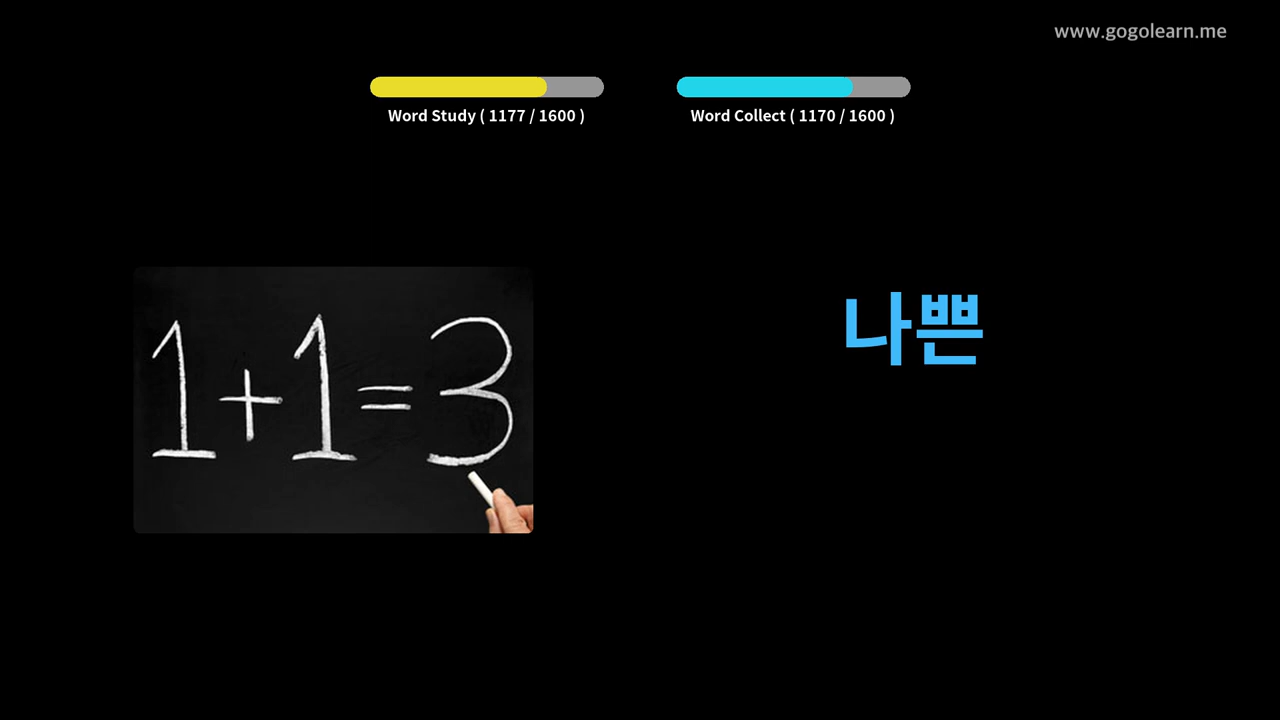 www.gogolearn.me
Word Study ( 1177 / 1600 )
Word Collect ( 1170 / 1600 )
1+1=3
나쁜